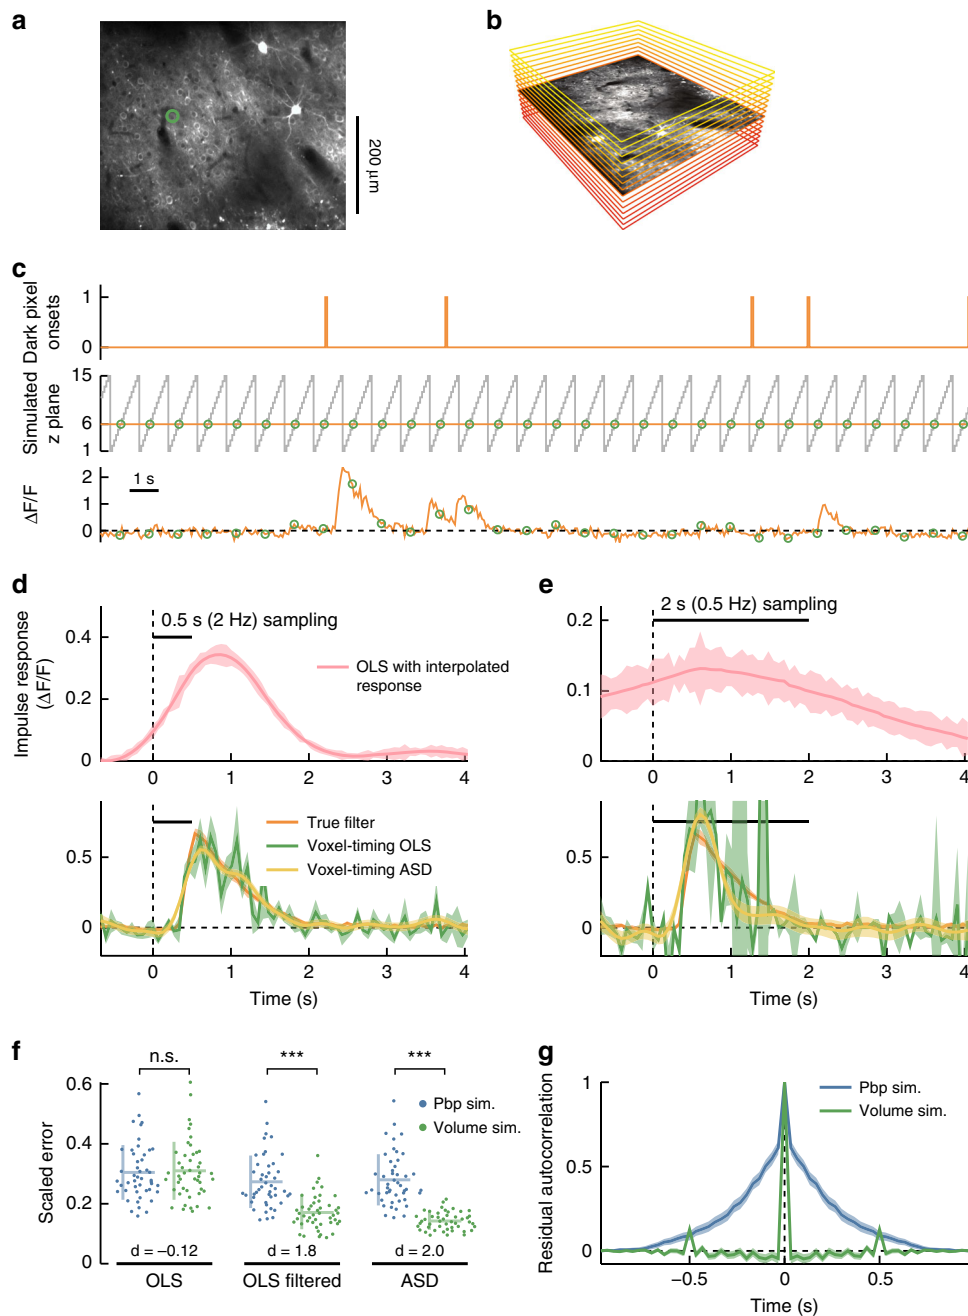 a
b
200 µm
c
Dark pixel
onsets
1
0
Simulated
z plane
15
6
1
ΔF/F
2
1
0
1 s
d
e
Impulse response
(ΔF/F)
0.5 s (2 Hz) sampling
OLS with interpolated
response
0.4
0.2
0
0 1 2 3 4
2 s (0.5 Hz) sampling
0.2
0.1
0
0 1 2 3 4
True filter
Voxel-timing OLS
Voxel-timing ASD
0.5
0
0 1 2 3 4
Time (s)
0.5
0
0 1 2 3 4
Time (s)
f
Scaled error
n.s. *** ***
0.6
0.4
0.2
0
Pbp sim.
Volume sim.
d = −0.12 d = 1.8 d = 2.0
OLS OLS filtered ASD
g
Residual autocorrelation
Pbp sim.
Volume sim.
1
0.5
0
−0.5 0 0.5
Time (s)